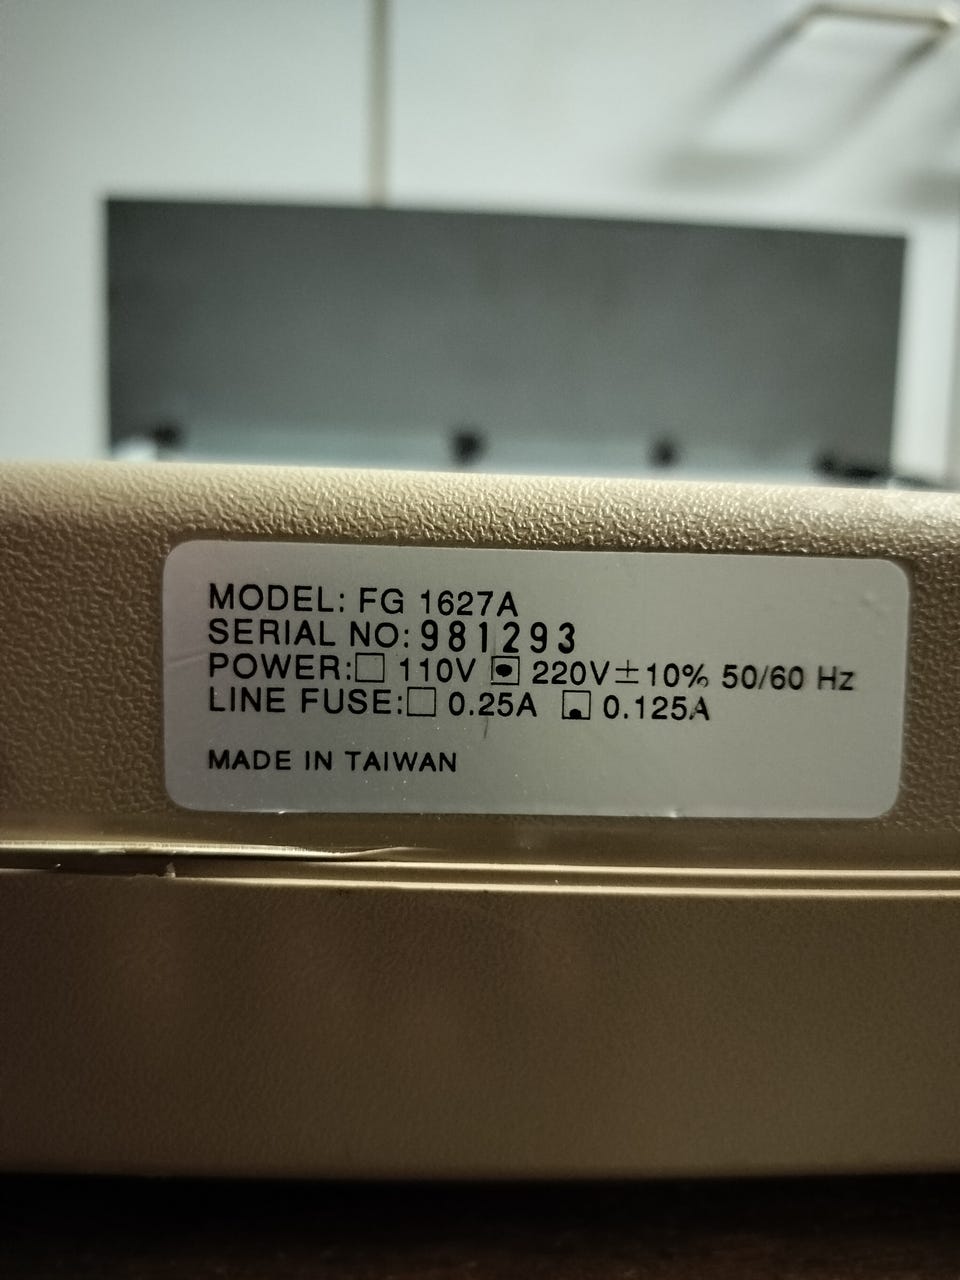 MODEL: FG 1627A
SERIAL NO: 981293
POWER: □ 110V ▣ 220V±10% 50/60 Hz
LINE FUSE: □ 0.25A ▣ 0.125A
MADE IN TAIWAN